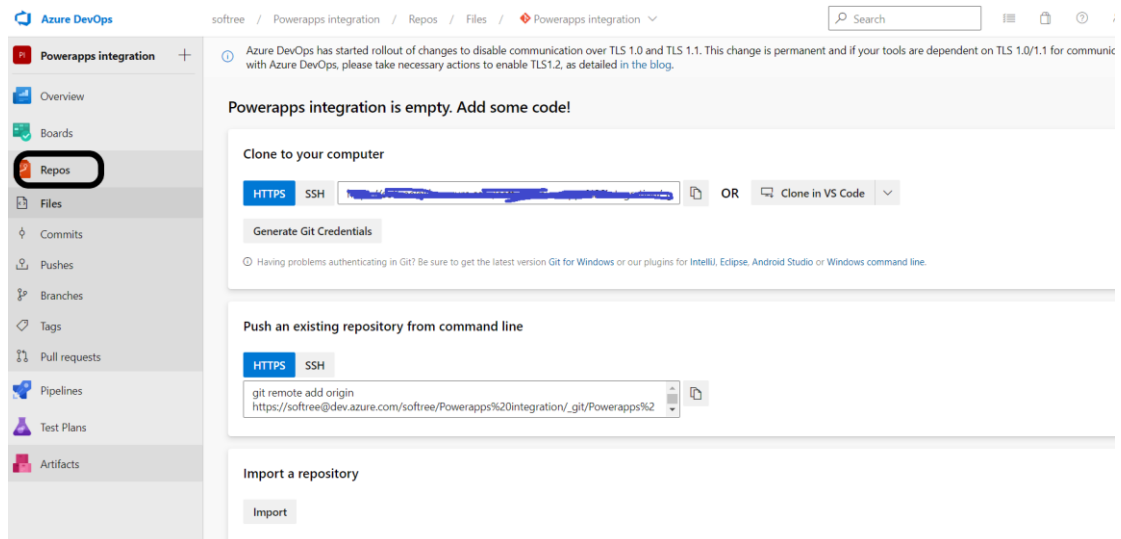 Azure DevOps
softree / Powerapps integration / Repos / Files / Powerapps integration
Search
PI Powerapps integration
Azure DevOps has started rollout of changes to disable communication over TLS 1.0 and TLS 1.1. This change is permanent and if your tools are dependent on TLS 1.0/1.1 for communic
with Azure DevOps, please take necessary actions to enable TLS1.2, as detailed in the blog.
Overview
Boards
Repos
Files
Commits
Pushes
Branches
Tags
Pull requests
Pipelines
Test Plans
Artifacts
Powerapps integration is empty. Add some code!
Clone to your computer
HTTPS SSH
OR Clone in VS Code
Generate Git Credentials
Having problems authenticating in Git? Be sure to get the latest version Git for Windows or our plugins for IntelliJ, Eclipse, Android Studio or Windows command line.
Push an existing repository from command line
HTTPS SSH
git remote add origin
https://softree@dev.azure.com/softree/Powerapps%20integration/_git/Powerapps%2
Import a repository
Import